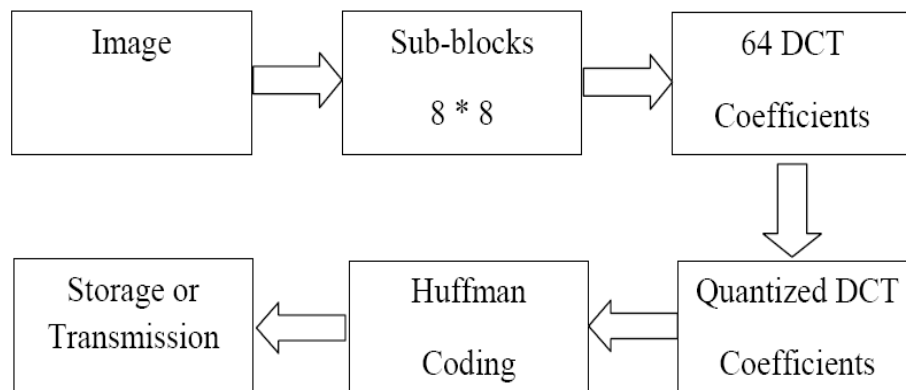 Image
Sub-blocks
8 * 8
64 DCT
Coefficients
Quantized DCT
Coefficients
Huffman
Coding
Storage or
Transmission